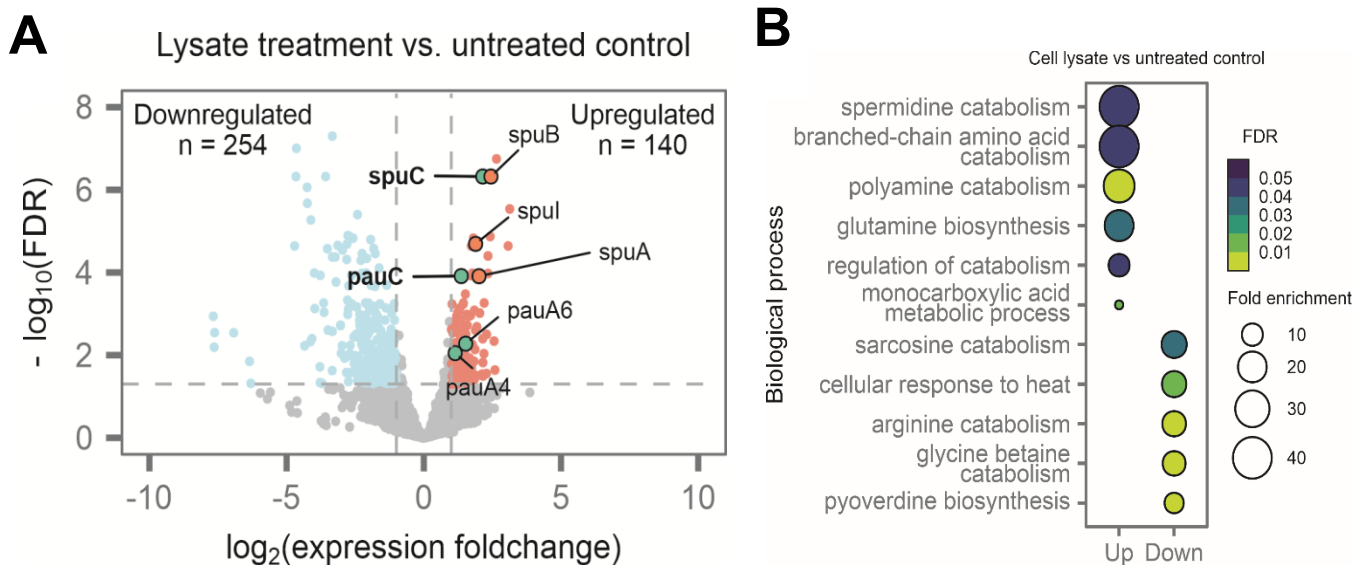 A
Lysate treatment vs. untreated control
Downregulated
n = 254
Upregulated
n = 140
spuB
spuC
spuI
spuA
pauC
pauA6
pauA4
8
6
4
2
0
- log10(FDR)
-10
-5
0
5
10
log2(expression foldchange)
B
Cell lysate vs untreated control
Biological process
spermidine catabolism
branched-chain amino acid
catabolism
polyamine catabolism
glutamine biosynthesis
regulation of catabolism
monocarboxylic acid
metabolic process
sarcosine catabolism
cellular response to heat
arginine catabolism
glycine betaine
catabolism
pyoverdine biosynthesis
Up Down
FDR
0.05
0.04
0.03
0.02
0.01
Fold enrichment
10
20
30
40